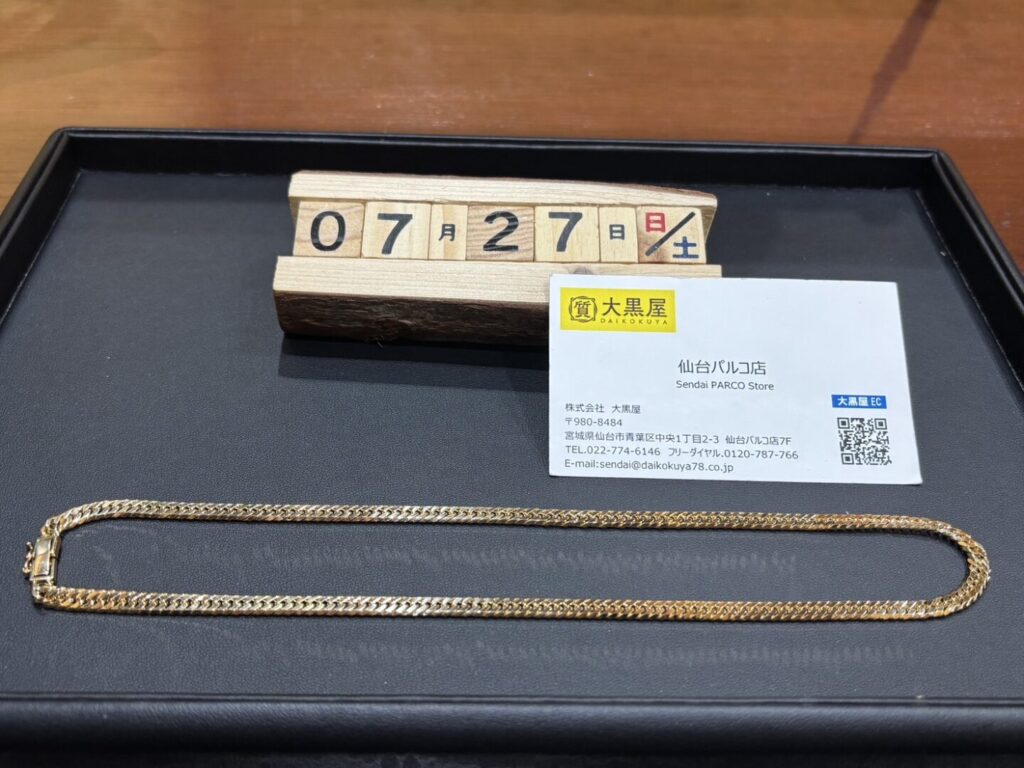 07月27日日/土
質 大黒屋
DAIKOKUYA
仙台パルコ店
Sendai PARCO Store
大黒屋 EC
株式会社 大黒屋
〒980-8484
宮城県仙台市青葉区中央1丁目2-3 仙台パルコ店7F
TEL.022-774-6146 フリーダイヤル.0120-787-766
E-mail:sendai@daikokuya78.co.jp